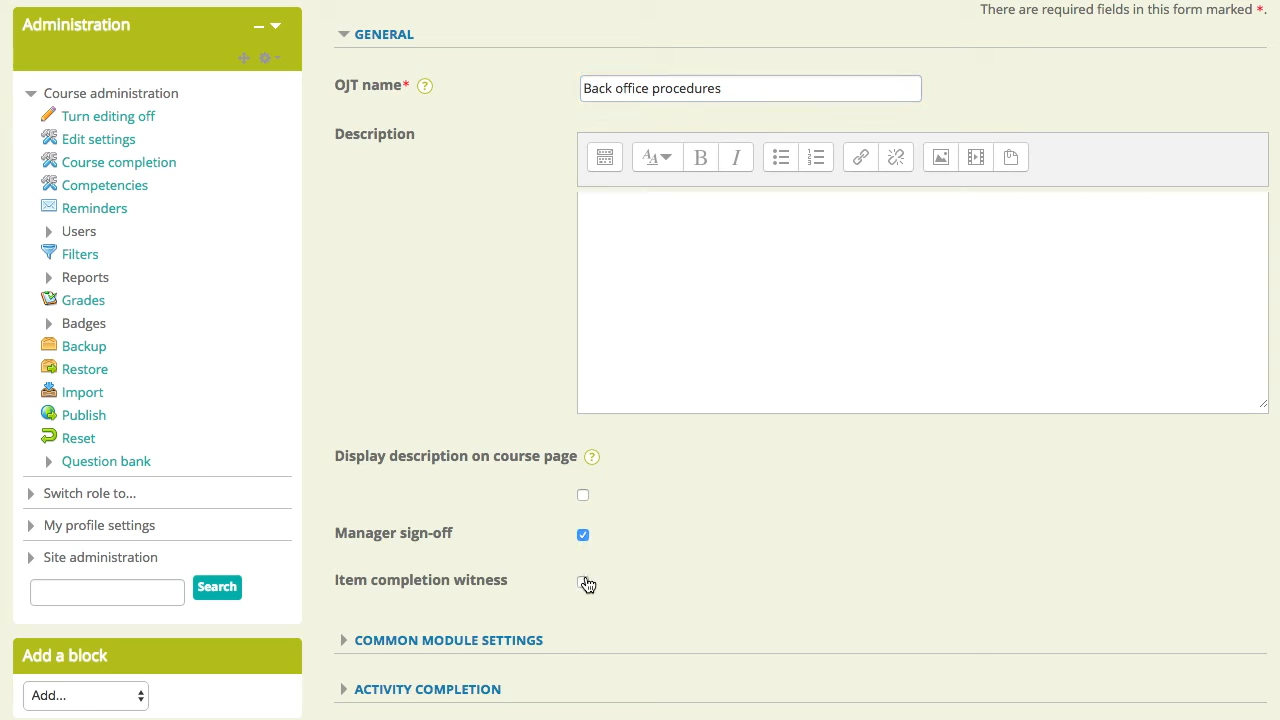 Administration
Course administration
Turn editing off
Edit settings
Course completion
Competencies
Reminders
Users
Filters
Reports
Grades
Badges
Backup
Restore
Import
Publish
Reset
Question bank
Switch role to...
My profile settings
Site administration
Search
Add a block
Add...
There are required fields in this form marked *.
GENERAL
OJT name* ?
Back office procedures
Description
Display description on course page ?
Manager sign-off
Item completion witness
COMMON MODULE SETTINGS
ACTIVITY COMPLETION